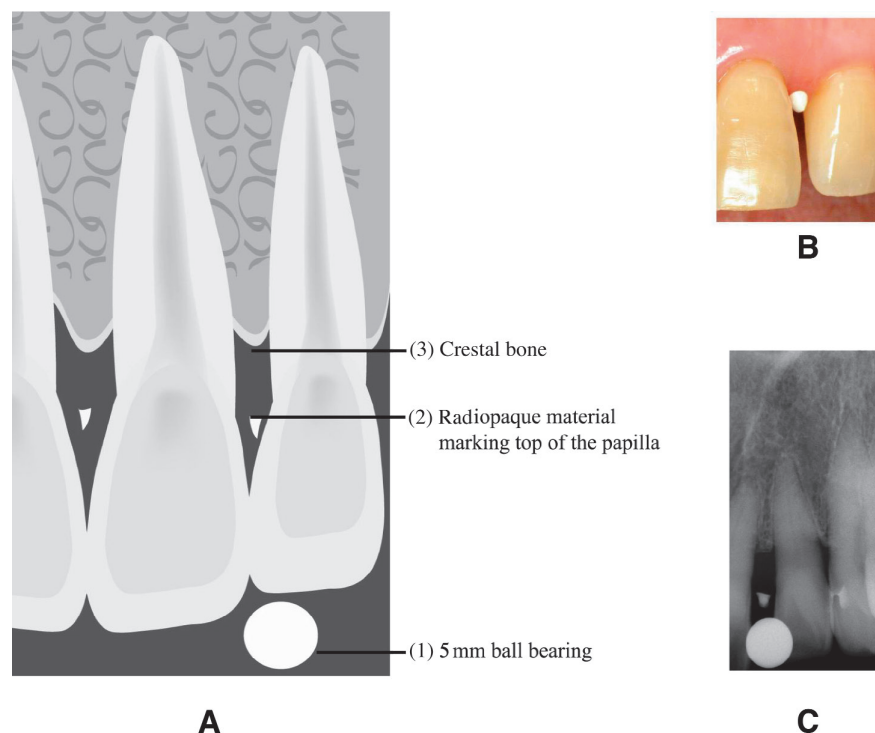 B
(3) Crestal bone
(2) Radiopaque material
marking top of the papilla
(1) 5 mm ball bearing
A
C